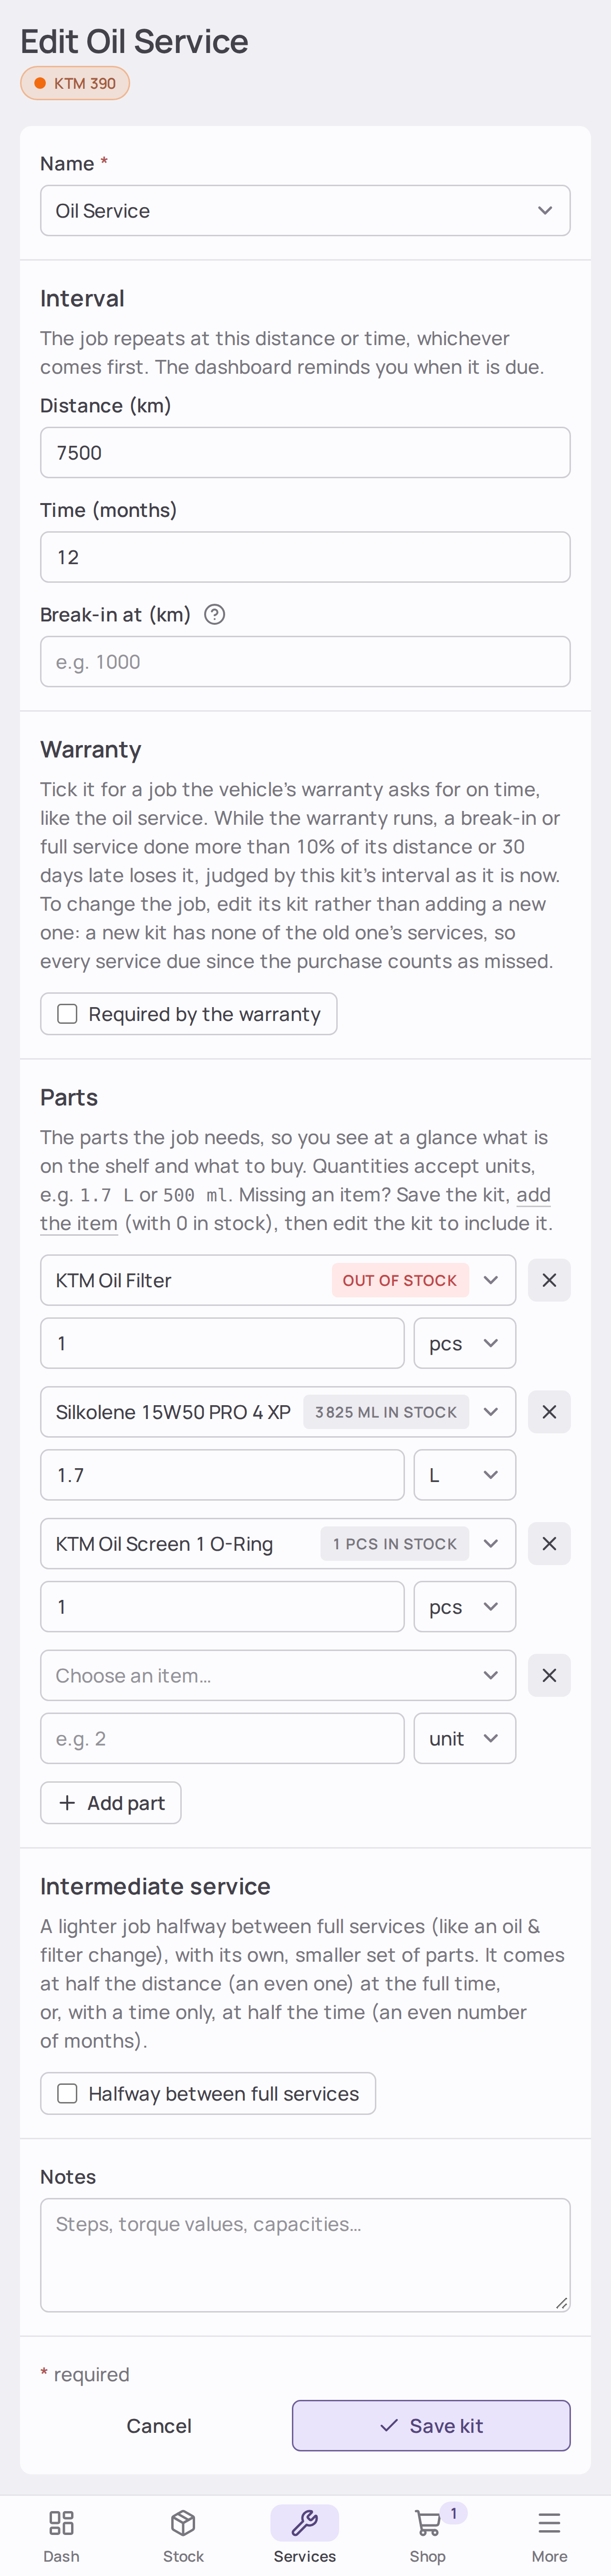 Edit Oil Service
KTM 390
Name *
Oil Service
Interval
The job repeats at this distance or time, whichever
comes first. The dashboard reminds you when it is due.
Distance (km)
7500
Time (months)
12
Break-in at (km)
e.g. 1000
Warranty
Tick it for a job the vehicle’s warranty asks for on time,
like the oil service. While the warranty runs, a break-in or
full service done more than 10% of its distance or 30
days late loses it, judged by this kit’s interval as it is now.
To change the job, edit its kit rather than adding a new
one: a new kit has none of the old one’s services, so
every service due since the purchase counts as missed.
Required by the warranty
Parts
The parts the job needs, so you see at a glance what is
on the shelf and what to buy. Quantities accept units,
e.g. 1.7 L or 500 ml. Missing an item? Save the kit, add
the item (with 0 in stock), then edit the kit to include it.
KTM Oil Filter OUT OF STOCK
1 pcs
Silkolene 15W50 PRO 4 XP 3 825 ML IN STOCK
1.7 L
KTM Oil Screen 1 O-Ring 1 PCS IN STOCK
1 pcs
Choose an item…
e.g. 2 unit
Add part
Intermediate service
A lighter job halfway between full services (like an oil &
filter change), with its own, smaller set of parts. It comes
at half the distance (an even one) at the full time,
or, with a time only, at half the time (an even number
of months).
Halfway between full services
Notes
Steps, torque values, capacities…
* required
Cancel Save kit
1
Dash Stock Services Shop More